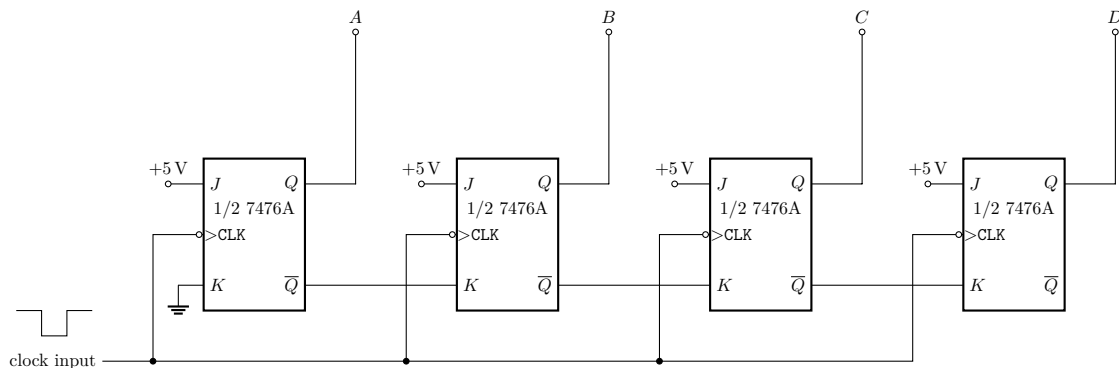 A B C D
+5 V +5 V +5 V +5 V
J Q J Q J Q J Q
1/2 7476A 1/2 7476A 1/2 7476A 1/2 7476A
>CLK >CLK >CLK >CLK
K Q̅ K Q̅ K Q̅ K Q̅
clock input